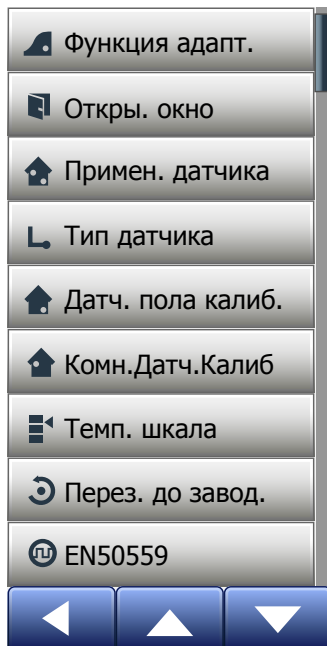 Функция адапт.
Откры. окно
Примен. датчика
Тип датчика
Датч. пола калиб.
Комн.Датч.Калиб
Темп. шкала
Перез. до завод.
EN50559